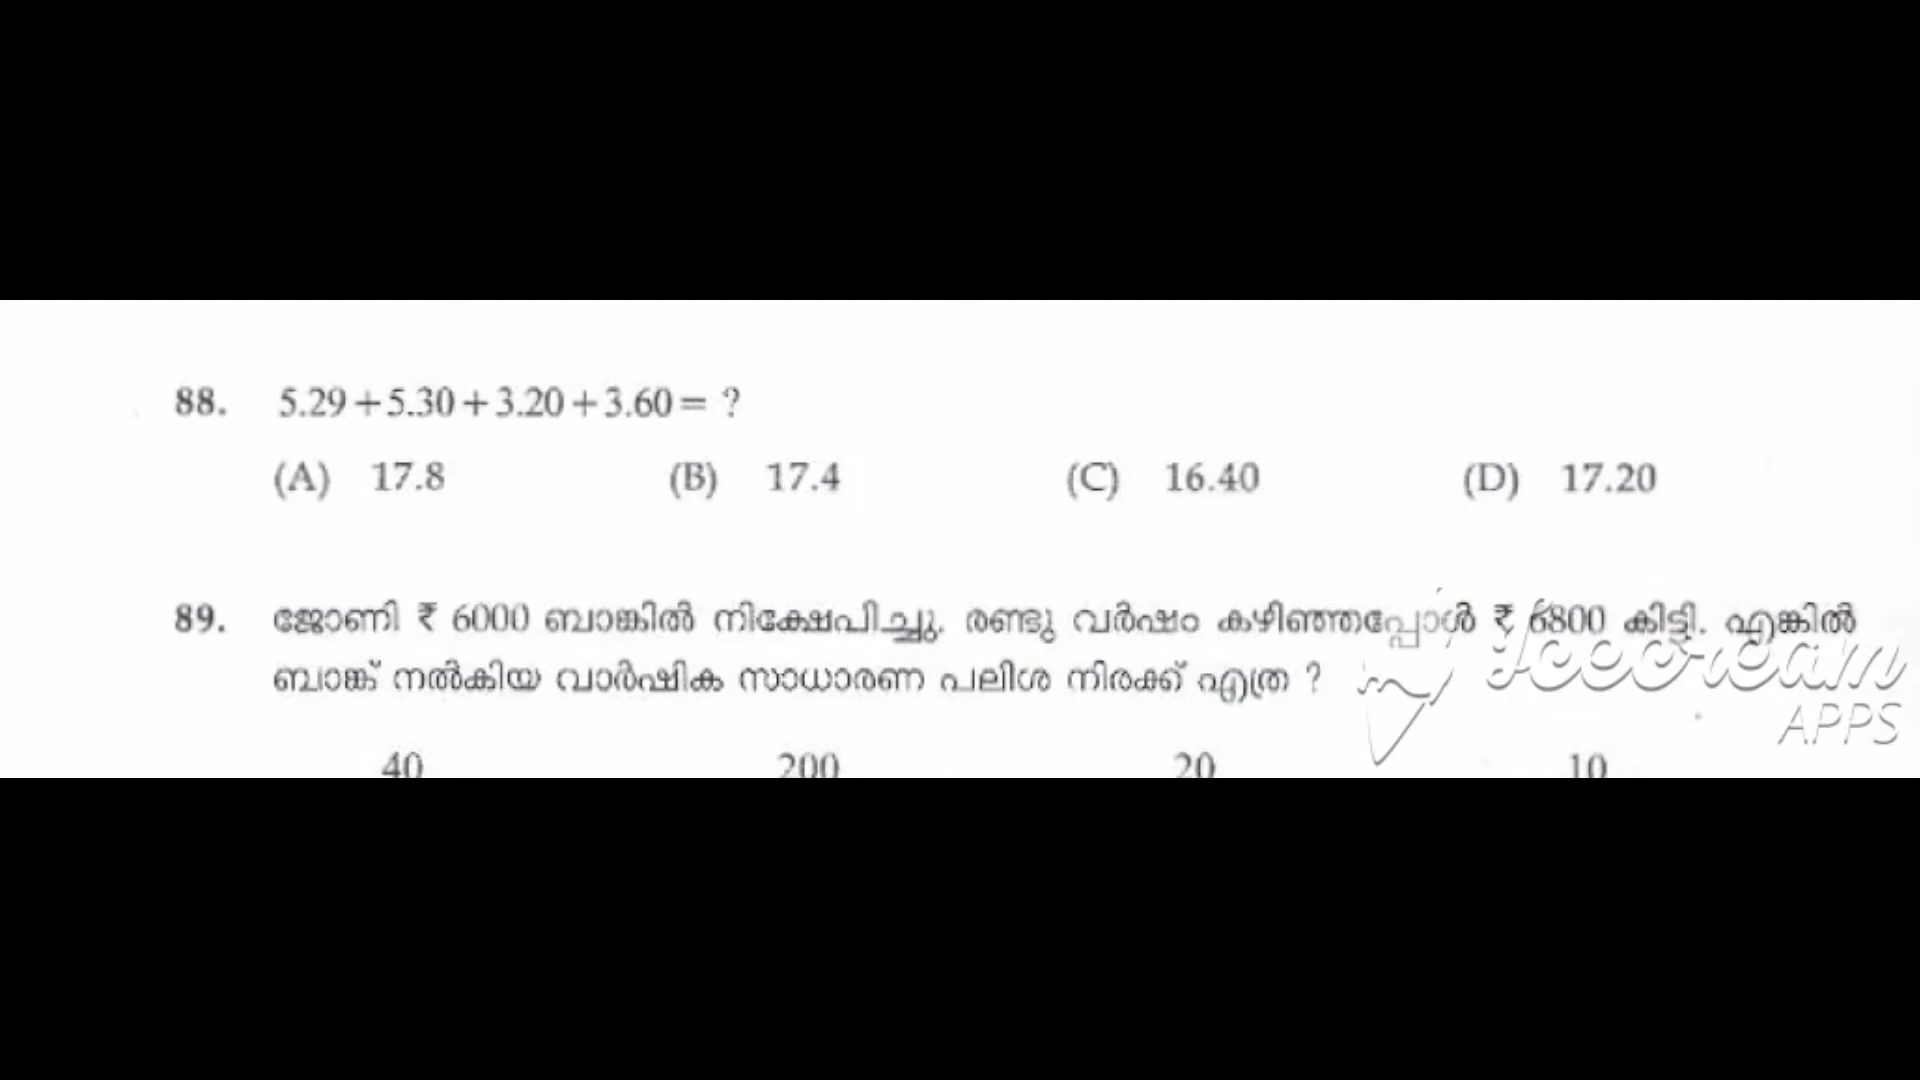 88. 5.29+5.30+3.20+3.60= ?
(A) 17.8 (B) 17.4 (C) 16.40 (D) 17.20
89. ജോണി ₹ 6000 ബാങ്കിൽ നിക്ഷേപിച്ചു. രണ്ടു വർഷം കഴിഞ്ഞപ്പോൾ ₹ 6800 കിട്ടി. എങ്കിൽ
ബാങ്ക് നൽകിയ വാർഷിക സാധാരണ പലിശ നിരക്ക് എത്ര ?
Icecream
APPS
40 200 20 10